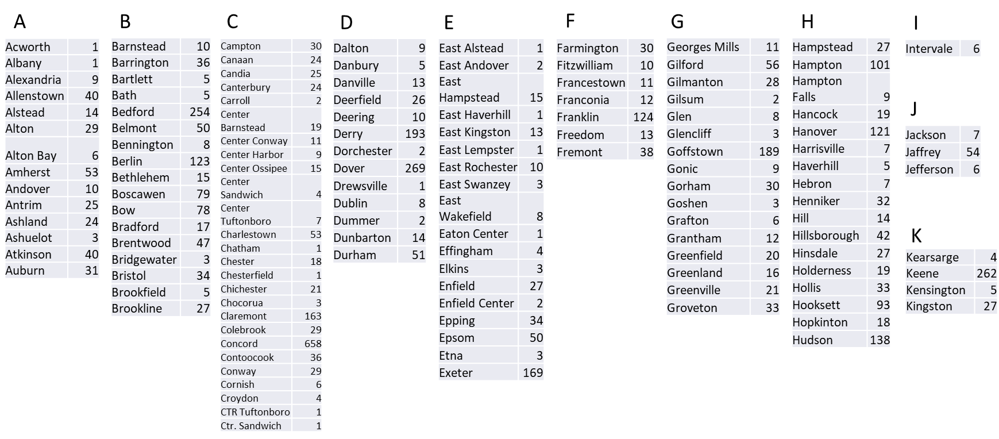 A
Acworth 1
Albany 1
Alexandria 9
Allenstown 40
Alstead 14
Alton 29
Alton Bay 6
Amherst 53
Andover 10
Antrim 25
Ashland 24
Ashuelot 3
Atkinson 40
Auburn 31
B
Barnstead 10
Barrington 36
Bartlett 5
Bath 5
Bedford 254
Belmont 50
Bennington 8
Berlin 123
Bethlehem 15
Boscawen 79
Bow 78
Bradford 17
Brentwood 47
Bridgewater 3
Bristol 34
Brookfield 5
Brookline 27
C
Campton 30
Canaan 24
Candia 25
Canterbury 24
Carroll 2
Center
Barnstead 19
Center Conway 11
Center Harbor 9
Center Ossipee 15
Center
Sandwich 4
Center
Tuftonboro 7
Charlestown 53
Chatham 1
Chester 18
Chesterfield 1
Chichester 21
Chocorua 3
Claremont 163
Colebrook 29
Concord 658
Contoocook 36
Conway 29
Cornish 6
Croydon 4
CTR Tuftonboro 1
Ctr. Sandwich 1
D
Dalton 9
Danbury 5
Danville 13
Deerfield 26
Deering 10
Derry 193
Dorchester 2
Dover 269
Drewsville 1
Dublin 8
Dummer 2
Dunbarton 14
Durham 51
E
East Alstead 1
East Andover 2
East
Hampstead 15
East Haverhill 1
East Kingston 13
East Lempster 1
East Rochester 10
East Swanzey 3
East
Wakefield 8
Eaton Center 1
Effingham 4
Elkins 3
Enfield 27
Enfield Center 2
Epping 34
Epsom 50
Etna 3
Exeter 169
F
Farmington 30
Fitzwilliam 10
Francestown 11
Franconia 12
Franklin 124
Freedom 13
Fremont 38
G
Georges Mills 11
Gilford 56
Gilmanton 28
Gilsum 2
Glen 8
Glencliff 3
Goffstown 189
Gonic 9
Gorham 30
Goshen 3
Grafton 6
Grantham 12
Greenfield 20
Greenland 16
Greenville 21
Groveton 33
H
Hampstead 27
Hampton 101
Hampton
Falls 9
Hancock 19
Hanover 121
Harrisville 7
Haverhill 5
Hebron 7
Henniker 32
Hill 14
Hillsborough 42
Hinsdale 27
Holderness 19
Hollis 33
Hooksett 93
Hopkinton 18
Hudson 138
I
Intervale 6
J
Jackson 7
Jaffrey 54
Jefferson 6
K
Kearsarge 4
Keene 262
Kensington 5
Kingston 27